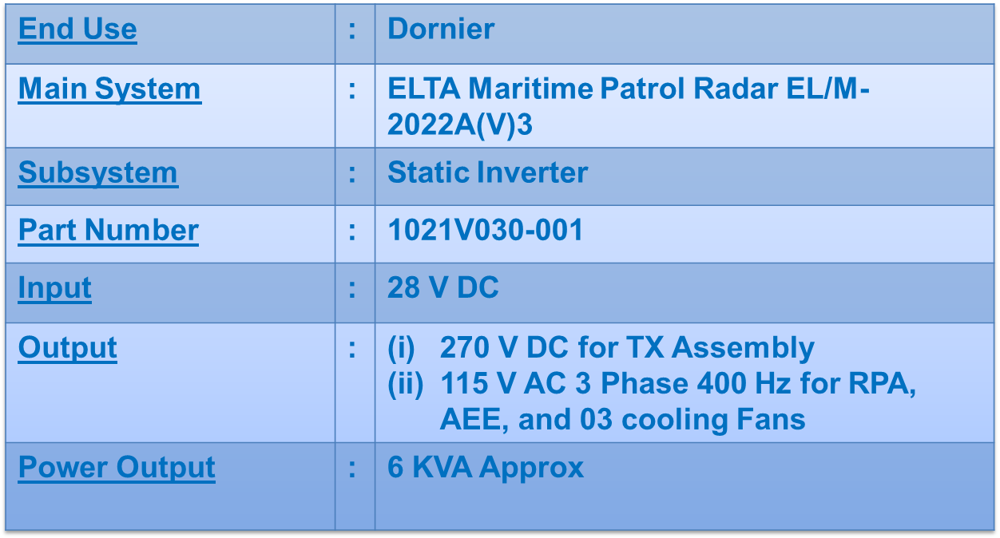 End Use : Dornier
Main System : ELTA Maritime Patrol Radar EL/M-
2022A(V)3
Subsystem : Static Inverter
Part Number : 1021V030-001
Input : 28 V DC
Output : (i) 270 V DC for TX Assembly
(ii) 115 V AC 3 Phase 400 Hz for RPA,
AEE, and 03 cooling Fans
Power Output : 6 KVA Approx